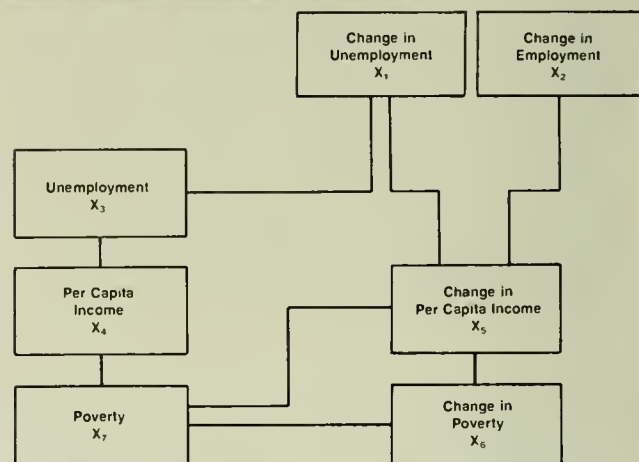 Change in
Unemployment
X₁
Change in
Employment
X₂
Unemployment
X₃
Per Capita
Income
X₄
Change in
Per Capita Income
X₅
Poverty
X₇
Change in
Poverty
X₆